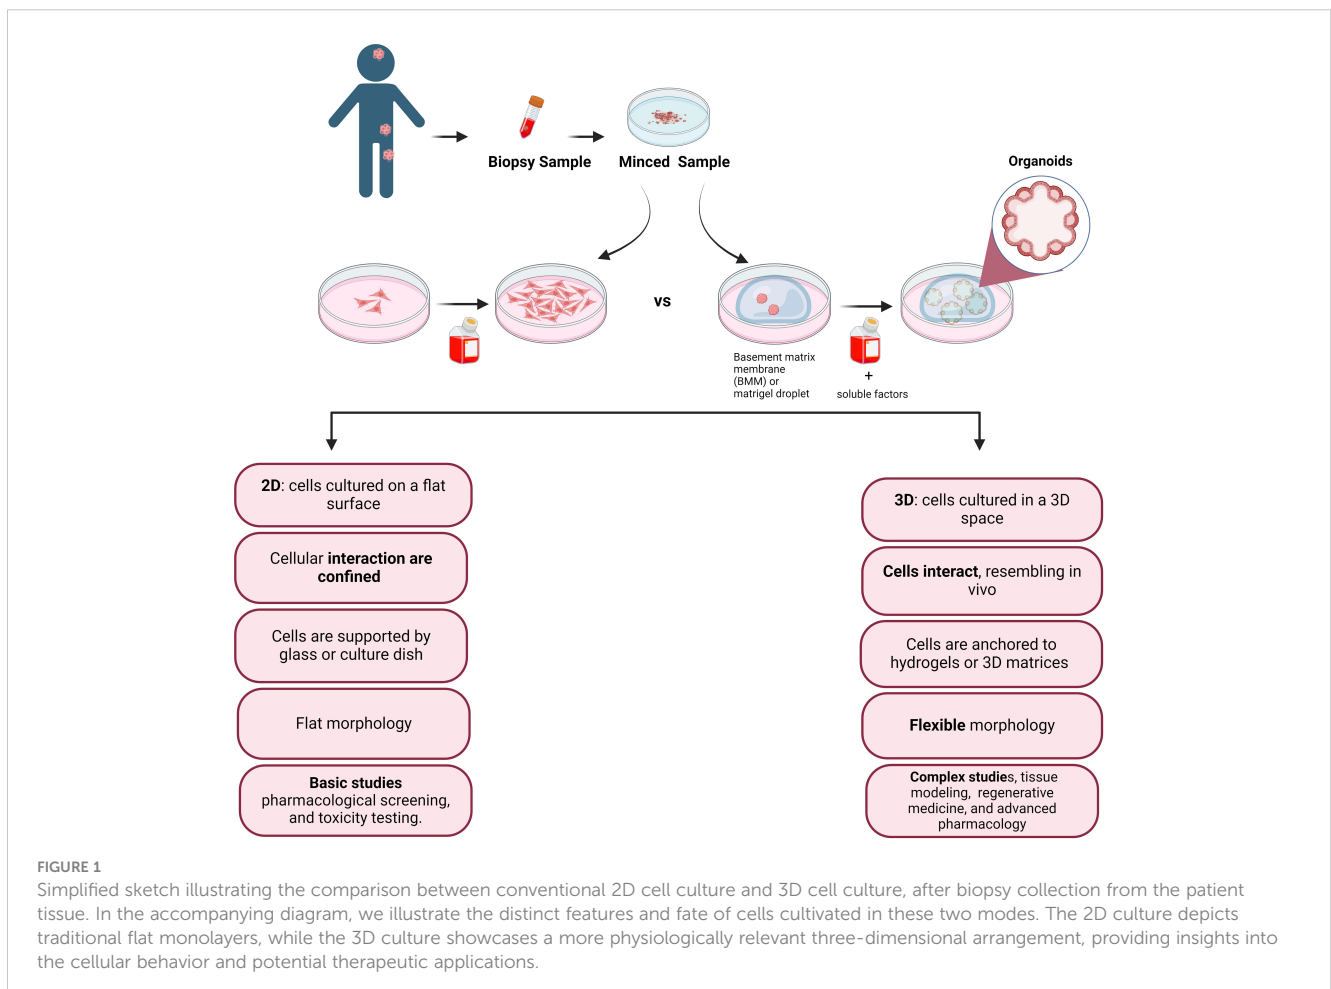 Biopsy Sample
Minced Sample
Organoids
vs
Basement matrix
membrane
(BMM) or
matrigel droplet
+
soluble factors
2D: cells cultured on a flat
surface
Cellular interaction are
confined
Cells are supported by
glass or culture dish
Flat morphology
Basic studies
pharmacological screening,
and toxicity testing.
3D: cells cultured in a 3D
space
Cells interact, resembling in
vivo
Cells are anchored to
hydrogels or 3D matrices
Flexible morphology
Complex studies, tissue
modeling, regenerative
medicine, and advanced
pharmacology
FIGURE 1
Simplified sketch illustrating the comparison between conventional 2D cell culture and 3D cell culture, after biopsy collection from the patient
tissue. In the accompanying diagram, we illustrate the distinct features and fate of cells cultivated in these two modes. The 2D culture depicts
traditional flat monolayers, while the 3D culture showcases a more physiologically relevant three-dimensional arrangement, providing insights into
the cellular behavior and potential therapeutic applications.